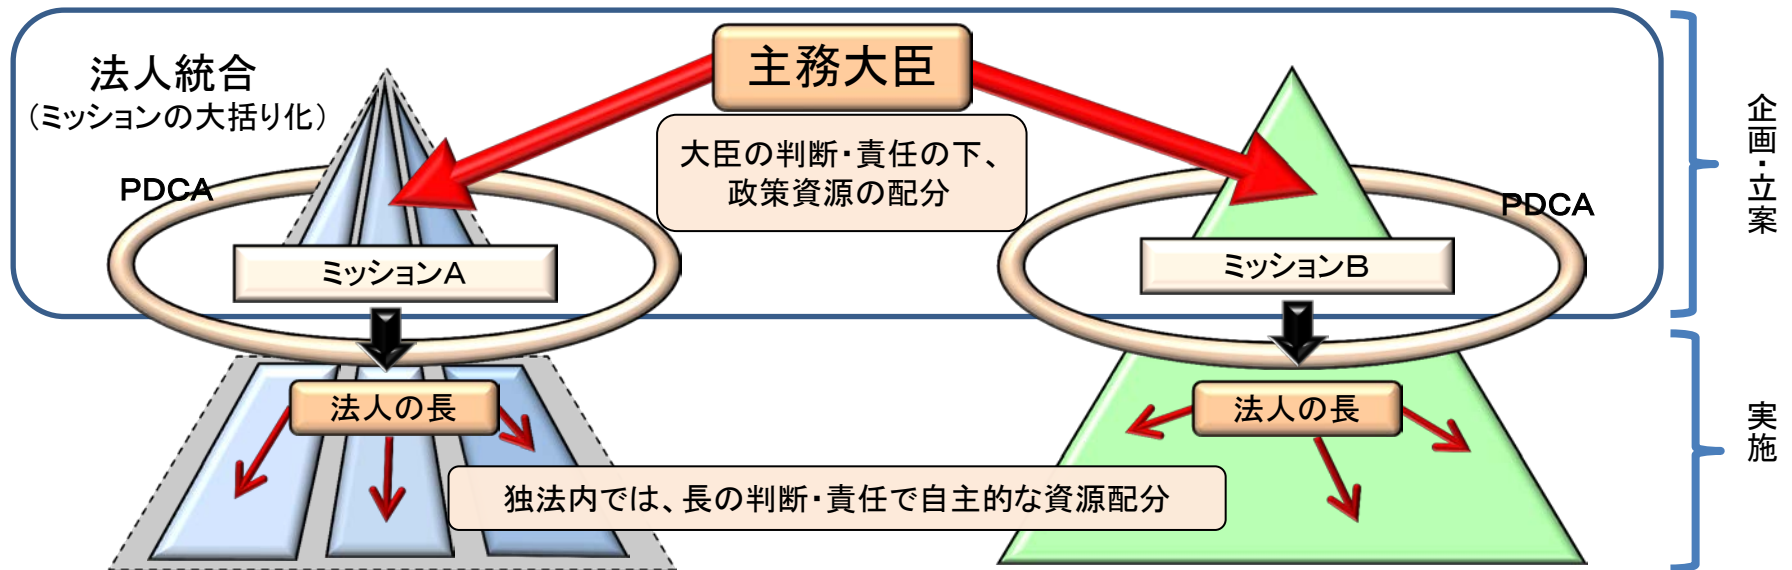 主務大臣
法人統合
（ミッションの大括り化）
大臣の判断・責任の下、
政策資源の配分
PDCA
PDCA
ミッションA
ミッションB
企画・立案
法人の長
法人の長
実施
独法内では、長の判断・責任で自主的な資源配分